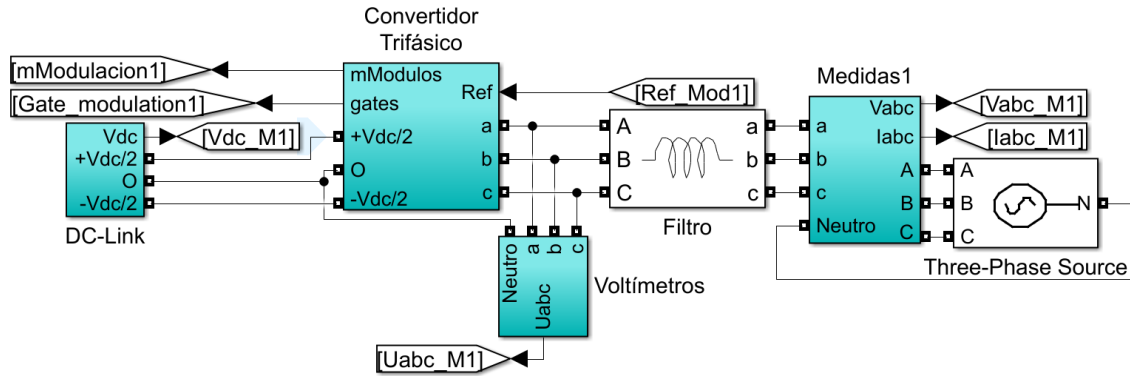 Convertidor
Trifásico
[mModulacion1]
mModulos
Ref
[Ref_Mod1]
[Gate_modulation1]
gates
Vdc
[Vdc_M1]
+Vdc/2
O
-Vdc/2
DC-Link
+Vdc/2
O
-Vdc/2
a
b
c
A
B
C
a
b
c
Filtro
Medidas1
a
b
c
Neutro
Vabc
Iabc
A
B
C
[Vabc_M1]
[Iabc_M1]
A
B
C
N
Three-Phase Source
Neutro
a
b
c
Uabc
Voltímetros
[Uabc_M1]